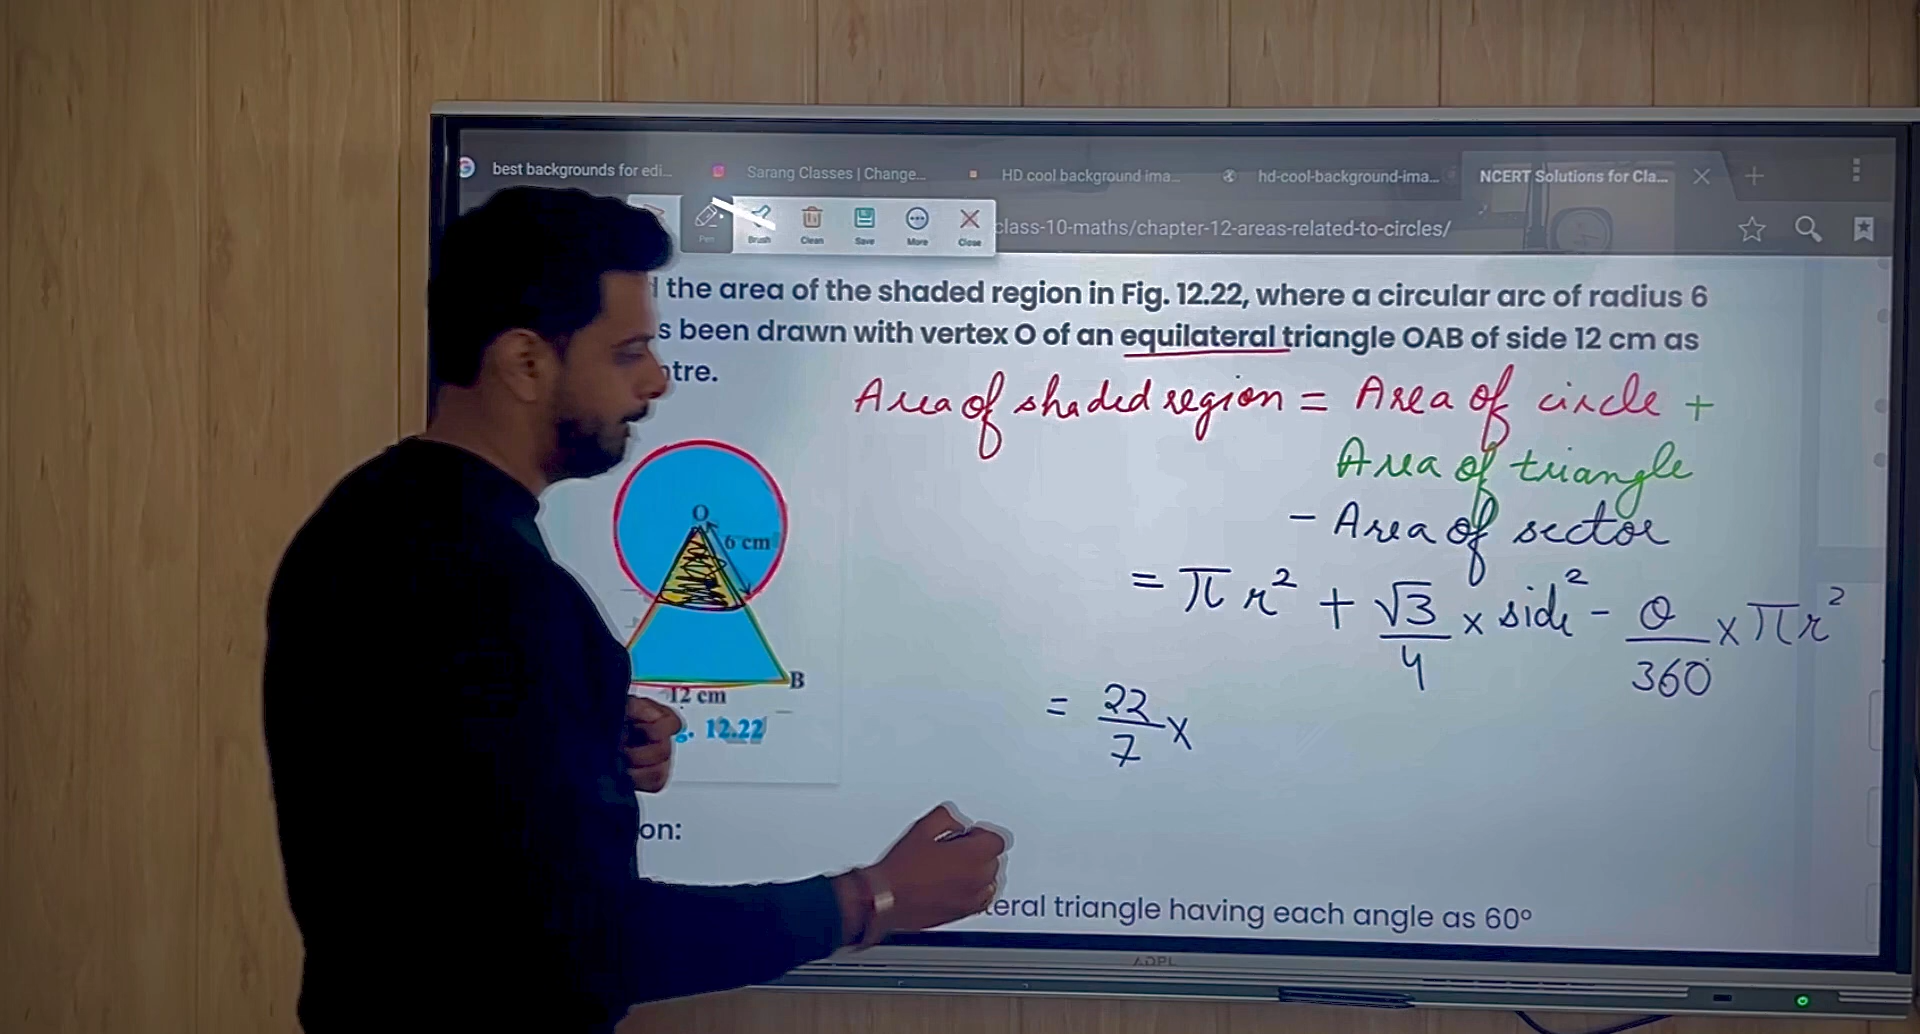 best backgrounds for edi...
Sarang Classes | Change...
HD cool background ima...
hd-cool-background-ima...
NCERT Solutions for Cla...
Pen Brush Clean Save More Close
class-10-maths/chapter-12-areas-related-to-circles/
the area of the shaded region in Fig. 12.22, where a circular arc of radius 6
s been drawn with vertex O of an equilateral triangle OAB of side 12 cm as
tre.
Area of shaded region = Area of circle +
Area of triangle
- Area of sector
= πr² + √3/4 × side² - θ/360 × πr²
= 22/7 ×
O
6 cm
B
12 cm
. 12.22
on:
teral triangle having each angle as 60°
ADPL